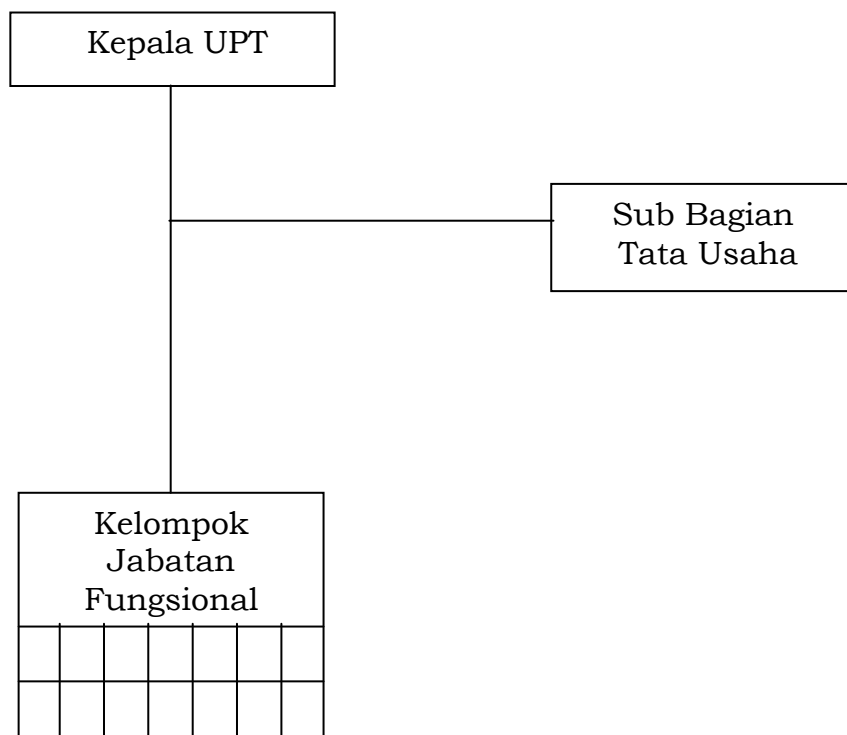 Kepala UPT
Sub Bagian
Tata Usaha
Kelompok
Jabatan
Fungsional